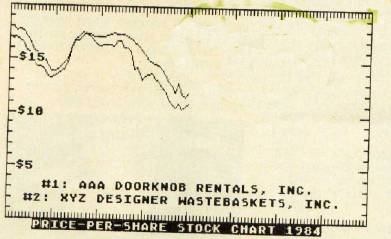 $15
$10
$5
#1: AAA DOORKNOB RENTALS, INC.
#2: XYZ DESIGNER WASTEBASKETS, INC.
PRICE-PER-SHARE STOCK CHART 1984